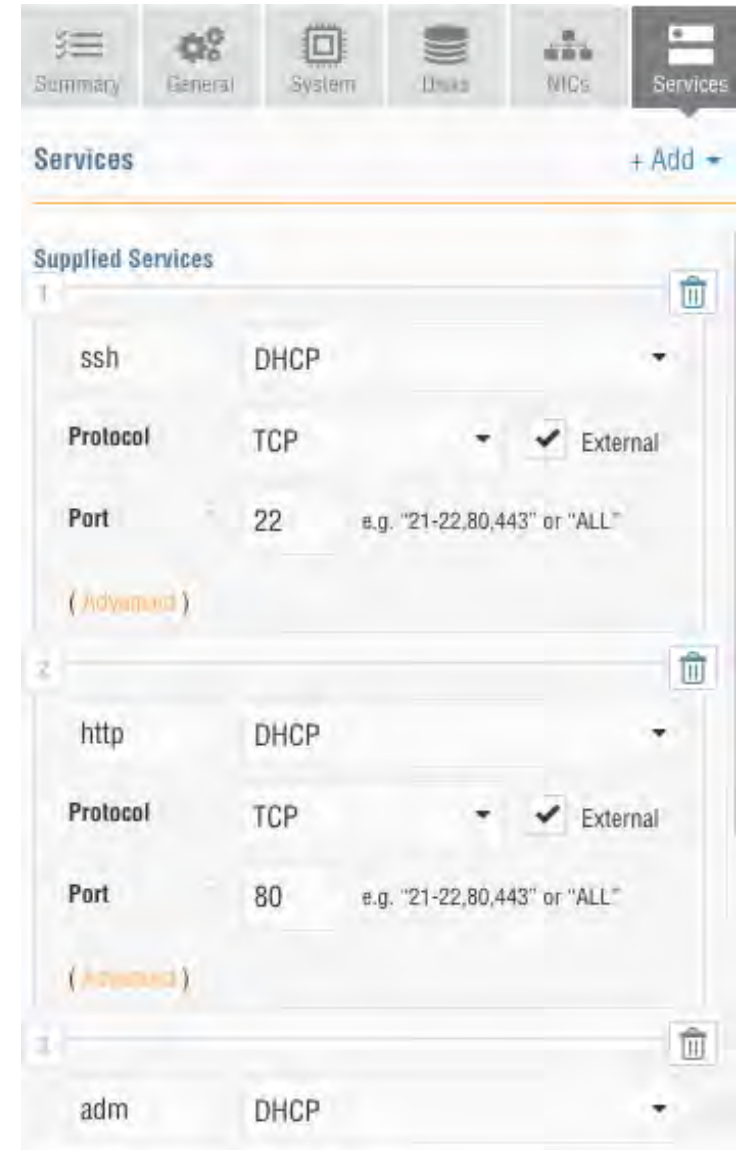 Summary General System Disks NICs Services
Services + Add
Supplied Services
1
ssh DHCP
Protocol TCP External
Port 22 e.g. "21-22,80,443" or "ALL"
( Advanced )
2
http DHCP
Protocol TCP External
Port 80 e.g. "21-22,80,443" or "ALL"
( Advanced )
3
adm DHCP